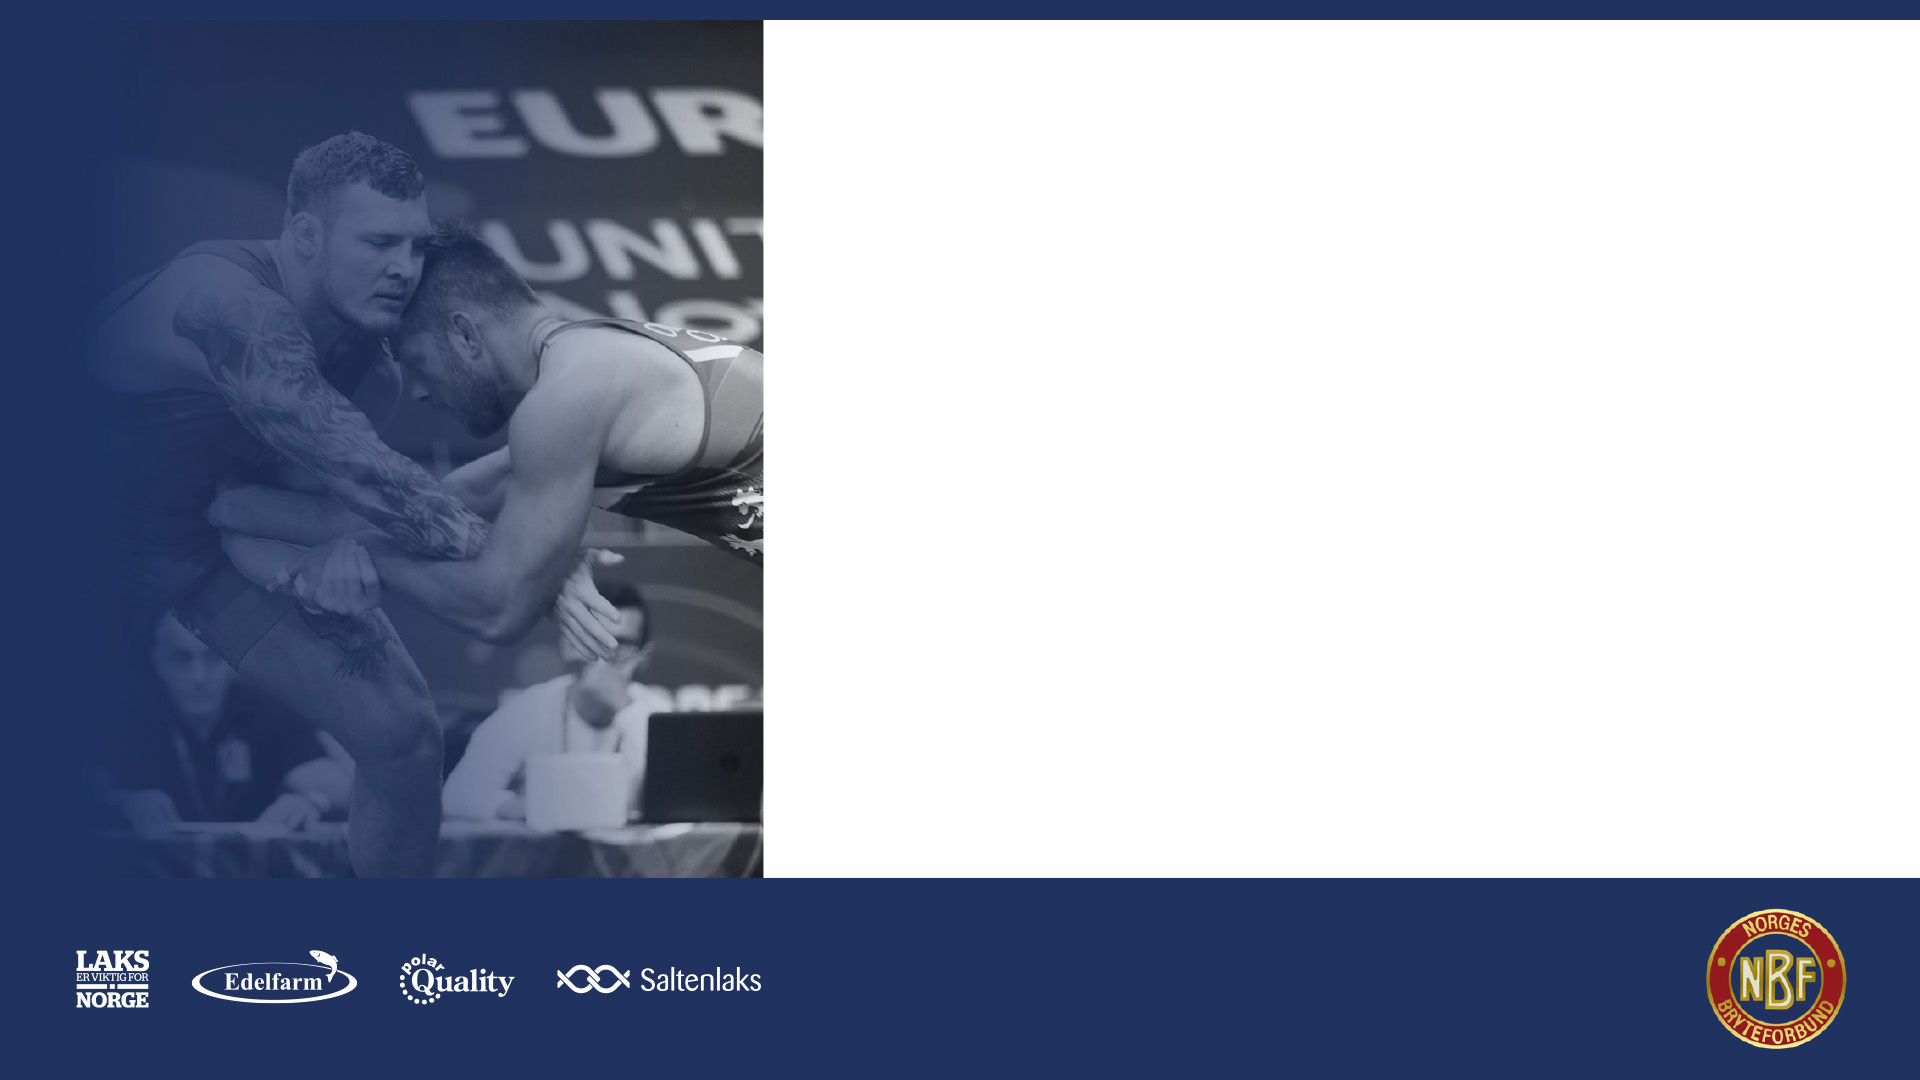 EUR
UNIT
LAKS
ER VIKTIG FOR
NORGE
Edelfarm
polar
Quality
Saltenlaks
NORGES
NBF
BRYTEFORBUND